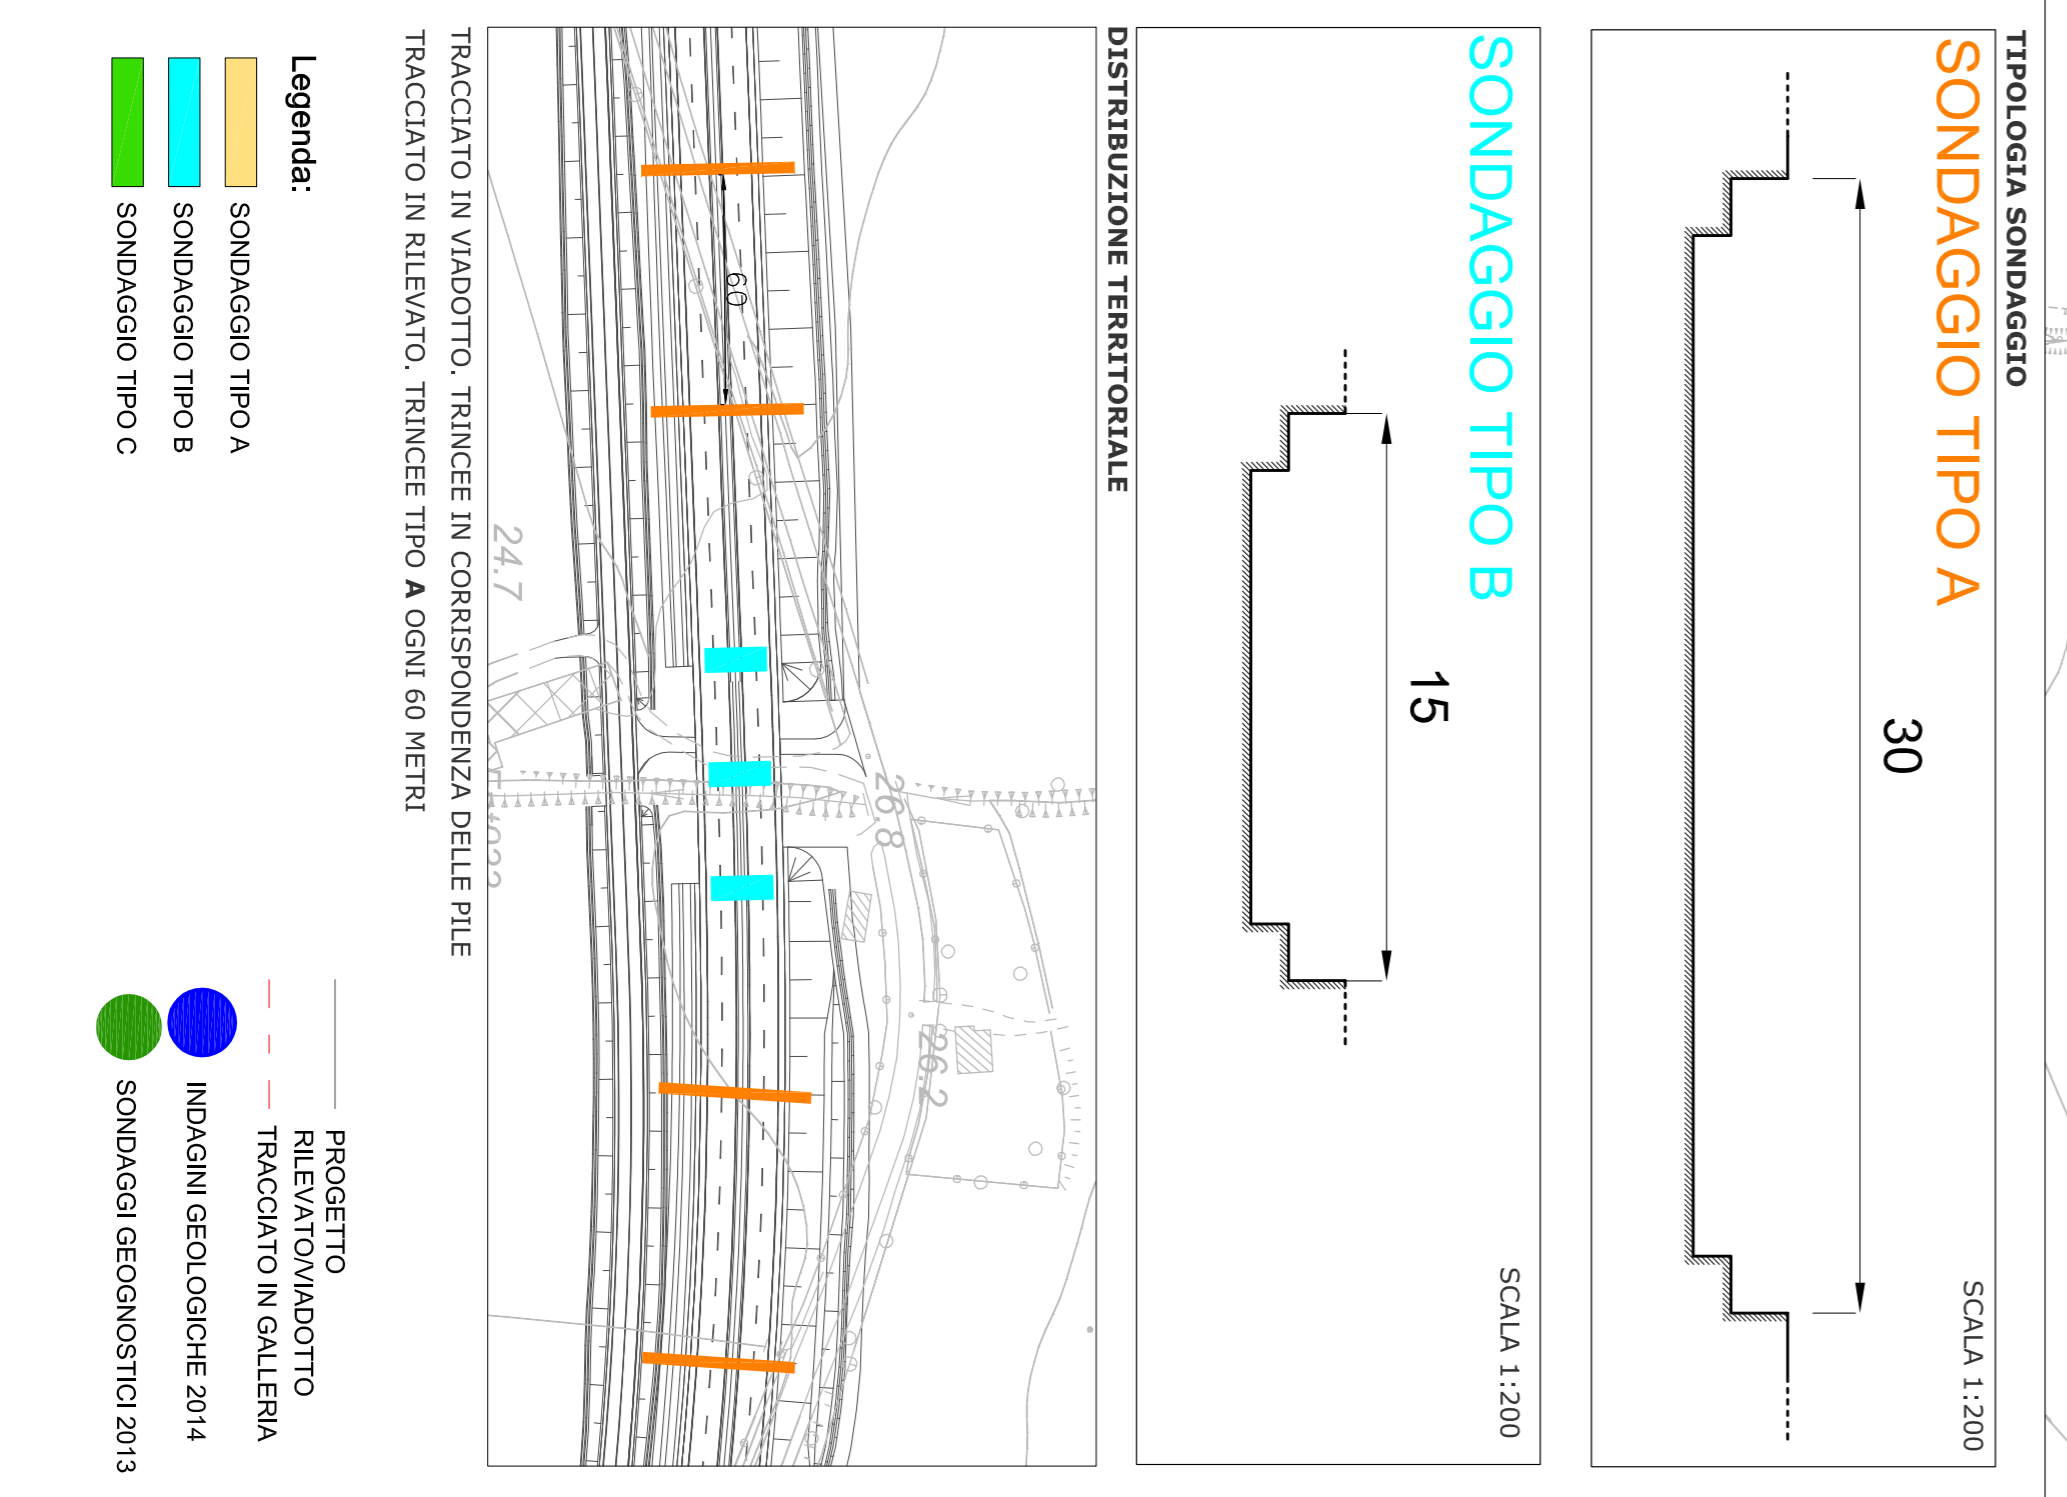 TIPOLOGIA SONDAGGIO
SONDAGGIO TIPO A
SCALA 1:200
30
SONDAGGIO TIPO B
SCALA 1:200
15
DISTRIBUZIONE TERRITORIALE
60
24.7
26.8
26.2
TRACCIATO IN VIADOTTO. TRINCEE IN CORRISPONDENZA DELLE PILE
TRACCIATO IN RILEVATO. TRINCEE TIPO A OGNI 60 METRI
Legenda:
SONDAGGIO TIPO A
SONDAGGIO TIPO B
SONDAGGIO TIPO C
PROGETTO
RILEVATO/VIADOTTO
TRACCIATO IN GALLERIA
INDAGINI GEOLOGICHE 2014
SONDAGGI GEOGNOSTICI 2013